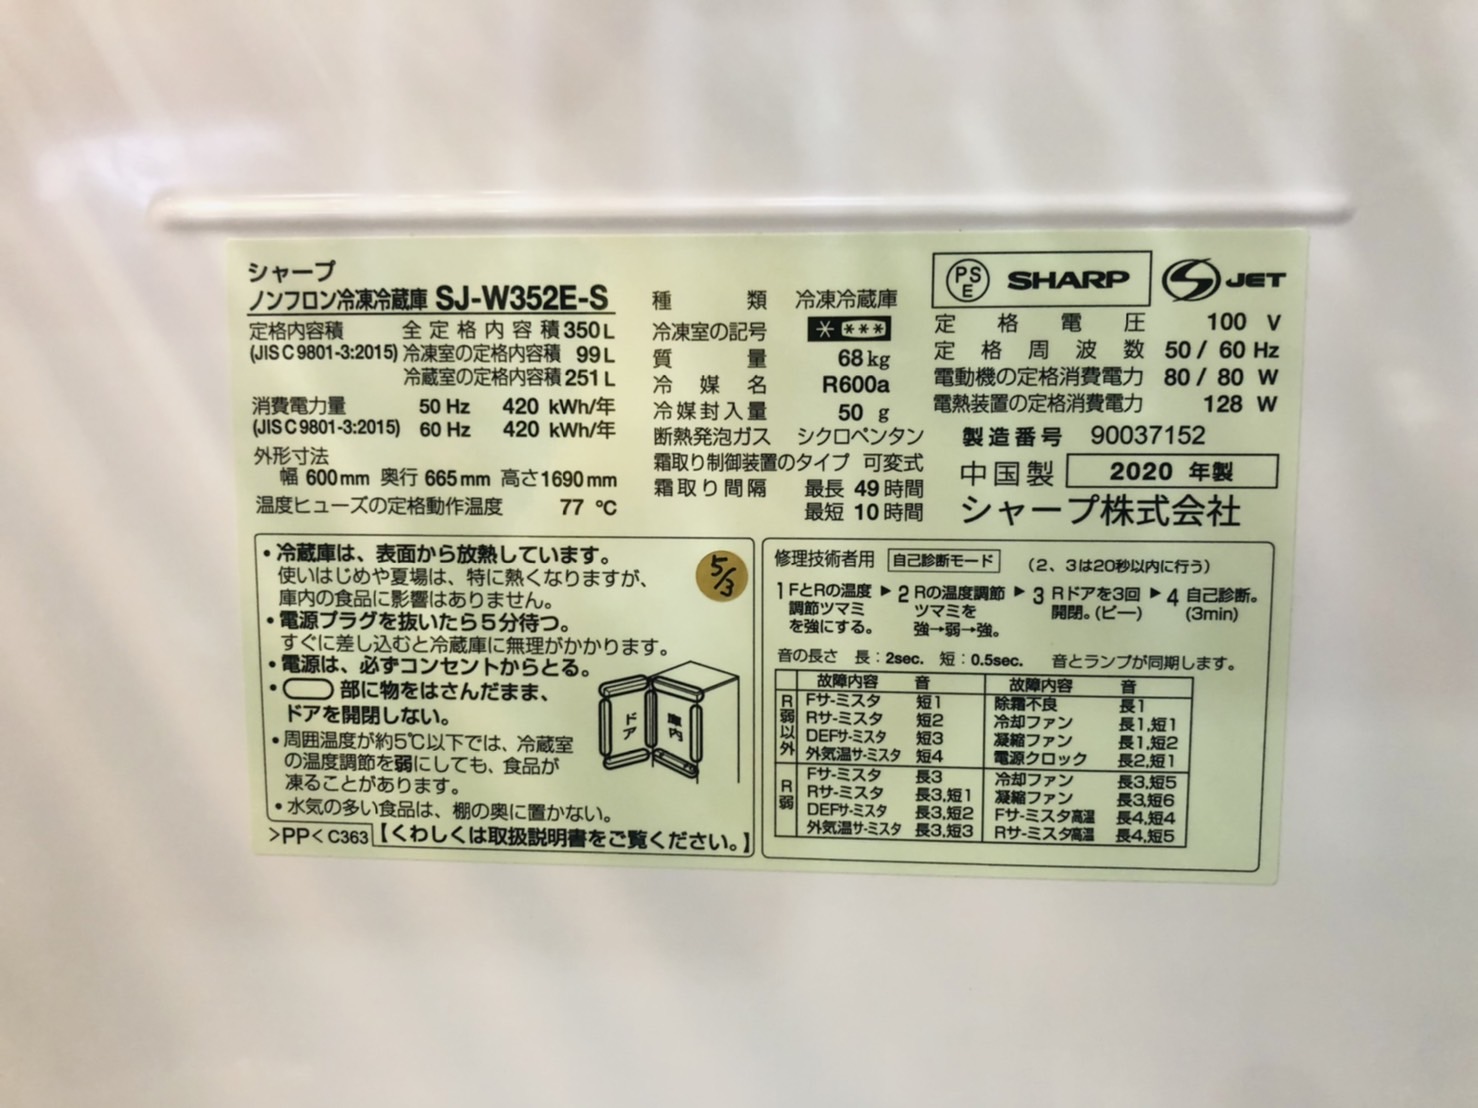 シャープ
ノンフロン冷凍冷蔵庫 SJ-W352E-S
定格内容積 全定格内容積 350L
(JIS C 9801-3:2015) 冷凍室の定格内容積 99L
冷蔵室の定格内容積 251L
消費電力量 50 Hz 420 kWh/年
(JIS C 9801-3:2015) 60 Hz 420 kWh/年
外形寸法
幅 600mm 奥行 665mm 高さ1690mm
温度ヒューズの定格動作温度 77 ℃
種類 冷凍冷蔵庫
冷凍室の記号 * ***
質量 68kg
冷媒名 R600a
冷媒封入量 50 g
断熱発泡ガス シクロペンタン
霜取り制御装置のタイプ 可変式
霜取り間隔 最長 49時間
最短 10時間
PSE SHARP
JET
定格電圧 100 V
定格周波数 50 / 60 Hz
電動機の定格消費電力 80 / 80 W
電熱装置の定格消費電力 128 W
製造番号 90037152
中国製 2020 年製
シャープ株式会社
・冷蔵庫は、表面から放熱しています。
使いはじめや夏場は、特に熱くなりますが、
庫内の食品に影響はありません。
・電源プラグを抜いたら5分待つ。
すぐに差し込むと冷蔵庫に無理がかかります。
・電源は、必ずコンセントからとる。
・部に物をはさんだまま、
ドアを開閉しない。
・周囲温度が約5℃以下では、冷蔵室
の温度調節を弱にしても、食品が
凍ることがあります。
・水気の多い食品は、棚の奥に置かない。
>PP< C363 【くわしくは取扱説明書をご覧ください。】
5/3
ドア
庫内
修理技術者用 自己診断モード (2、3は20秒以内に行う)
1 FとRの温度調節ツマミを強にする。 ▶ 2 Rの温度調節ツマミを強→弱→強。 ▶ 3 Rドアを3回開閉。(ピー) ▶ 4 自己診断。(3min)
音の長さ 長:2sec. 短:0.5sec. 音とランプが同期します。
故障内容 音 故障内容 音
R弱以外 Fサ-ミスタ 短1 除霜不良 長1
Rサ-ミスタ 短2 冷却ファン 長1,短1
DEFサ-ミスタ 短3 凝縮ファン 長1,短2
外気温サ-ミスタ 短4 電源クロック 長2,短1
R弱 Fサ-ミスタ 長3 冷却ファン 長3,短5
Rサ-ミスタ 長3,短1 凝縮ファン 長3,短6
DEFサ-ミスタ 長3,短2 Fサ-ミスタ高温 長4,短4
外気温サ-ミスタ 長3,短3 Rサ-ミスタ高温 長4,短5